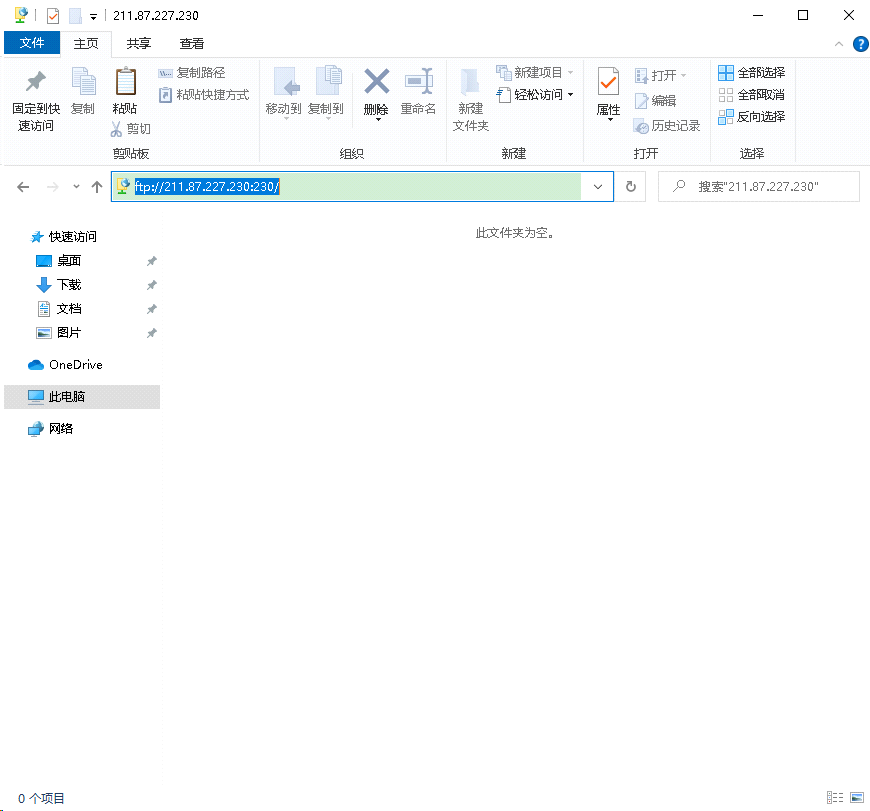 211.87.227.230
文件 主页 共享 查看
固定到快速访问
复制
粘贴
复制路径
粘贴快捷方式
剪切
剪贴板
移动到
复制到
删除
重命名
组织
新建文件夹
新建项目
轻松访问
新建
属性
打开
编辑
历史记录
打开
全部选择
全部取消
反向选择
选择
ftp://211.87.227.230:230/
搜索"211.87.227.230"
快速访问
桌面
下载
文档
图片
OneDrive
此电脑
网络
此文件夹为空。
0 个项目